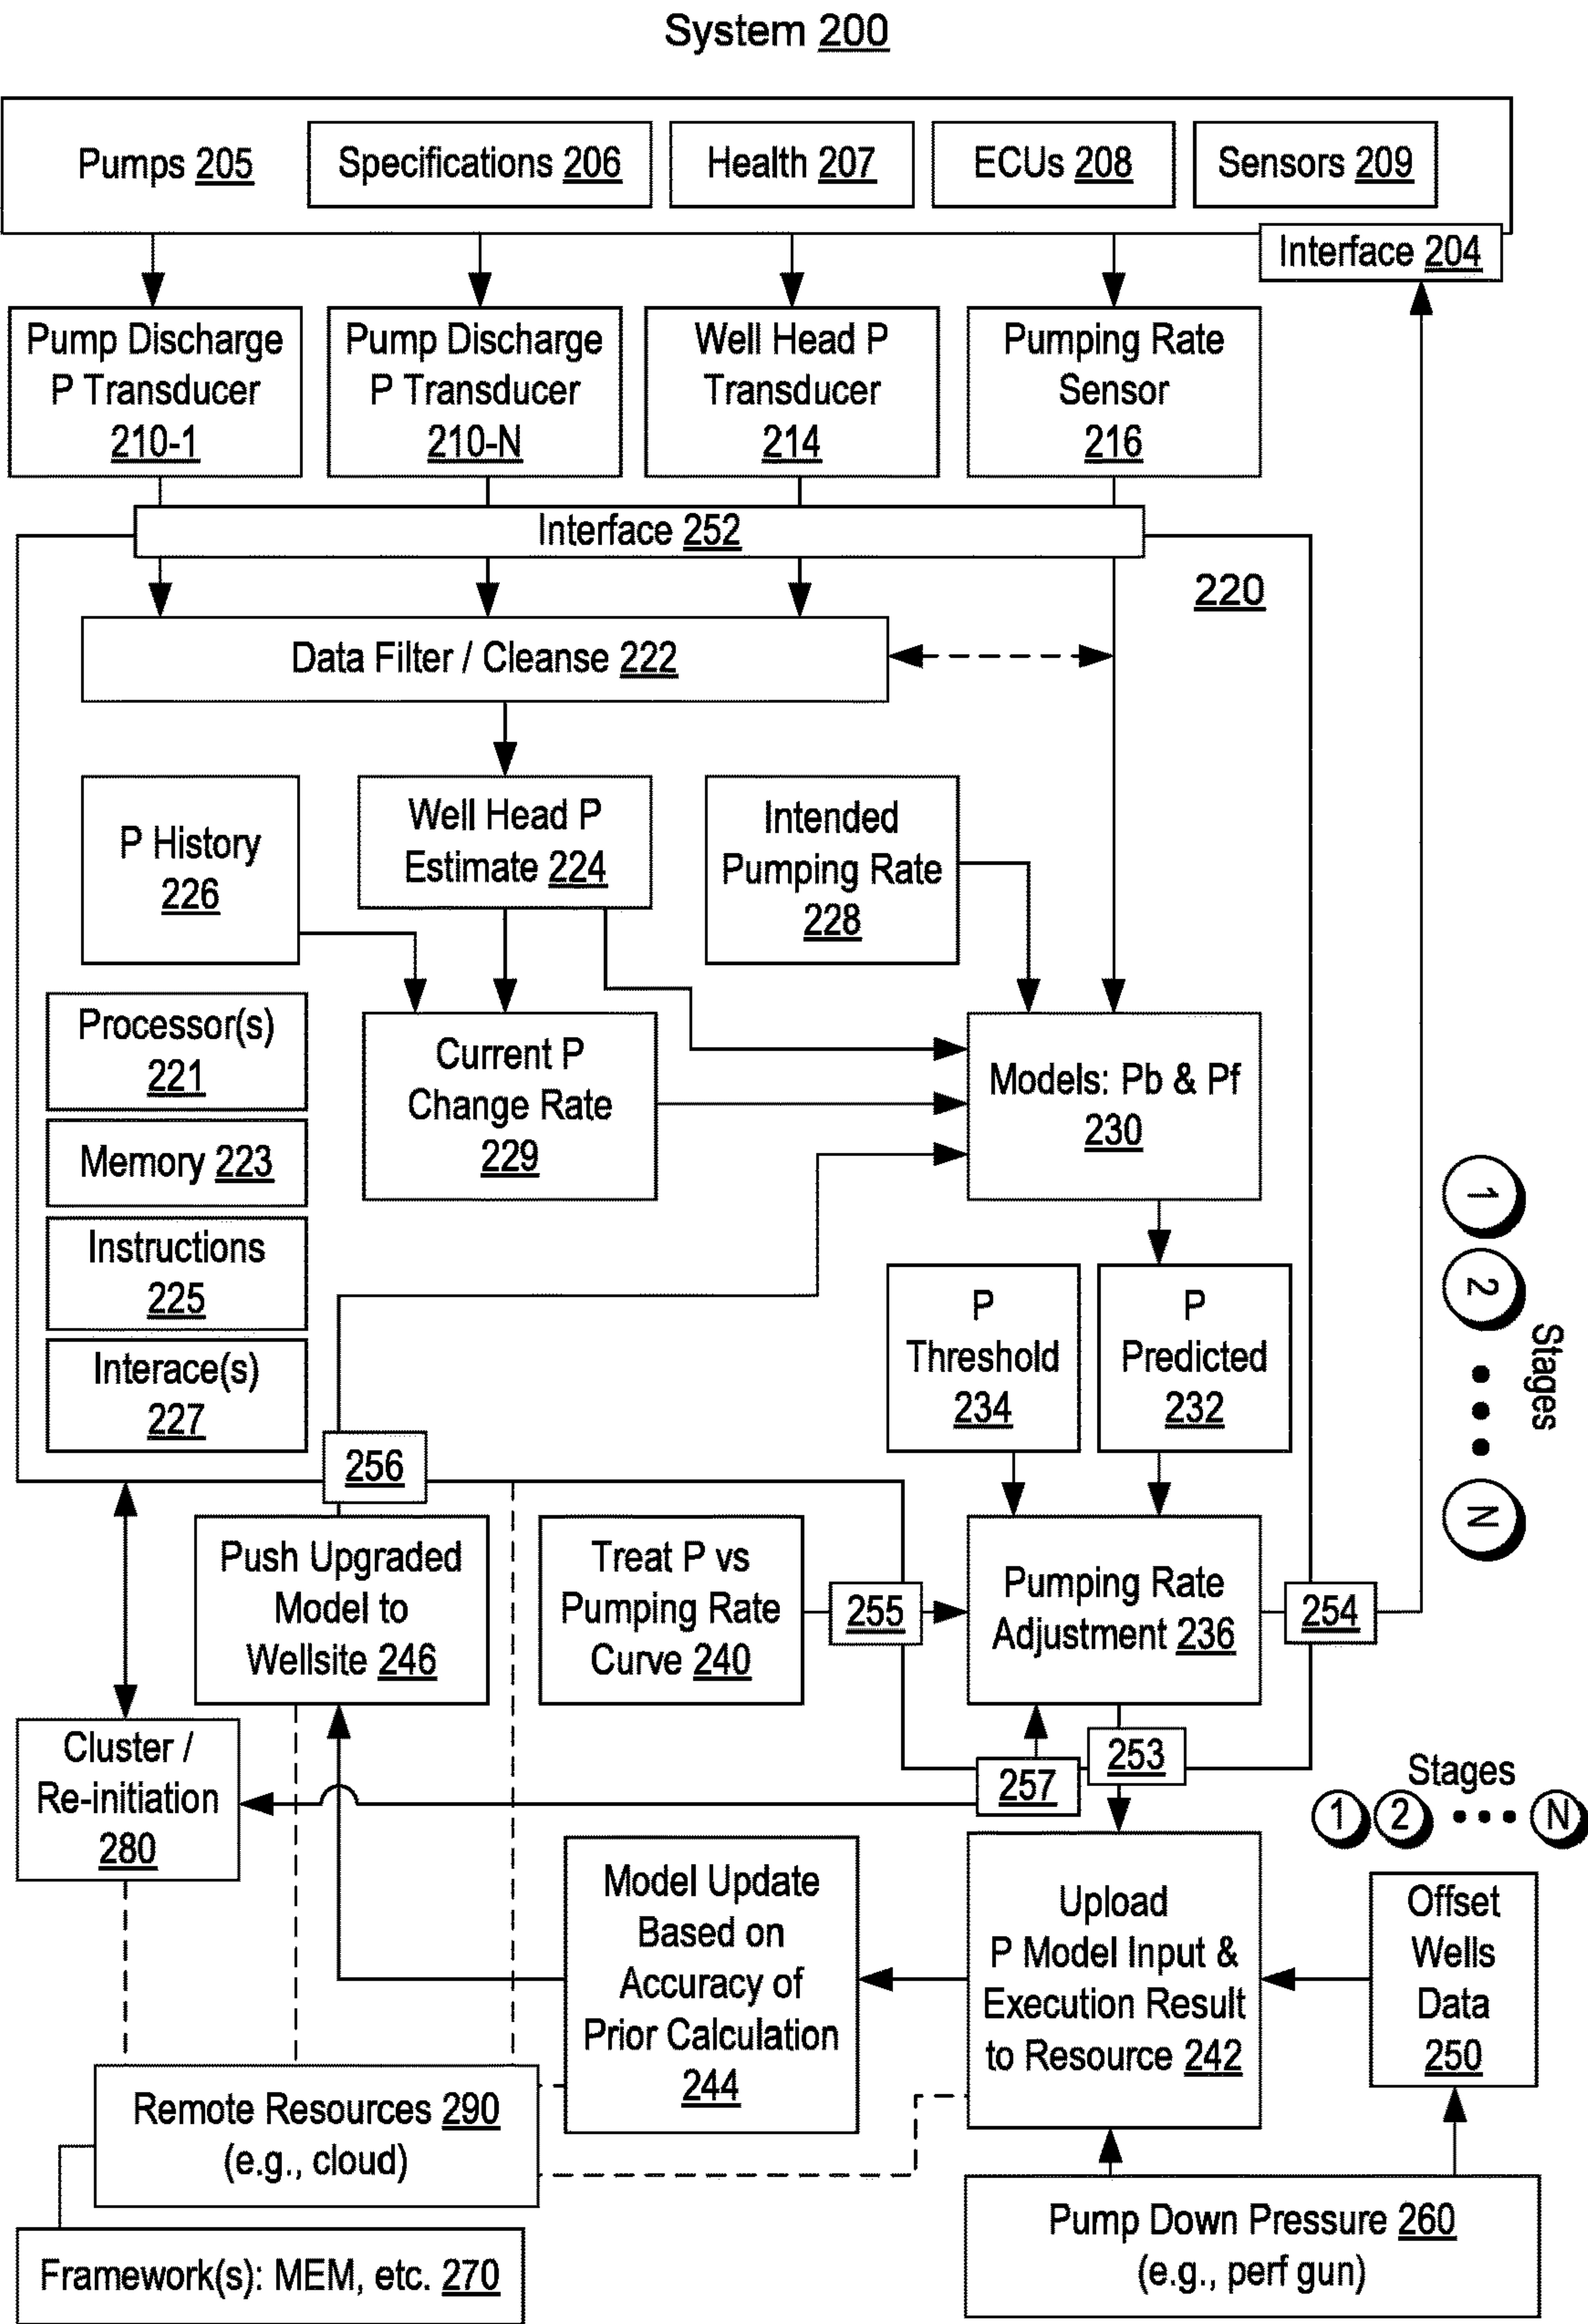 System 200
Pumps 205
Specifications 206
Health 207
ECUs 208
Sensors 209
Interface 204
Pump Discharge
P Transducer
210-1
Pump Discharge
P Transducer
210-N
Well Head P
Transducer
214
Pumping Rate
Sensor
216
Interface 252
220
Data Filter / Cleanse 222
P History
226
Well Head P
Estimate 224
Intended
Pumping Rate
228
Processor(s)
221
Current P
Change Rate
229
Models: Pb & Pf
230
Memory 223
Instructions
225
Interace(s)
227
P
Threshold
234
P
Predicted
232
1
2
N
Stages
256
Push Upgraded
Model to
Wellsite 246
Treat P vs
Pumping Rate
Curve 240
255
Pumping Rate
Adjustment 236
254
Cluster /
Re-initiation
280
257
253
Stages
1 2 ••• N
Model Update
Based on
Accuracy of
Prior Calculation
244
Upload
P Model Input &
Execution Result
to Resource 242
Offset
Wells
Data
250
Remote Resources 290
(e.g., cloud)
Pump Down Pressure 260
(e.g., perf gun)
Framework(s): MEM, etc. 270